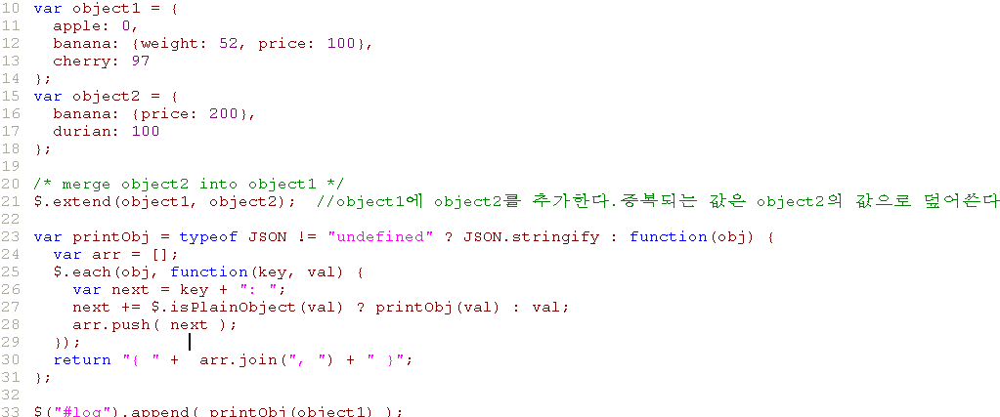 10 var object1 = {
11   apple: 0,
12   banana: {weight: 52, price: 100},
13   cherry: 97
14 };
15 var object2 = {
16   banana: {price: 200},
17   durian: 100
18 };
19
20 /* merge object2 into object1 */
21 $.extend(object1, object2);  //object1에 object2를 추가한다.중복되는 값은 object2의 값으로 덮어쓴다
22
23 var printObj = typeof JSON != "undefined" ? JSON.stringify : function(obj) {
24   var arr = [];
25   $.each(obj, function(key, val) {
26     var next = key + ": ";
27     next += $.isPlainObject(val) ? printObj(val) : val;
28     arr.push( next );
29   });
30   return "{ " +  arr.join(", ") + " }";
31 };
32
33 $("#log").append( printObj(object1) );